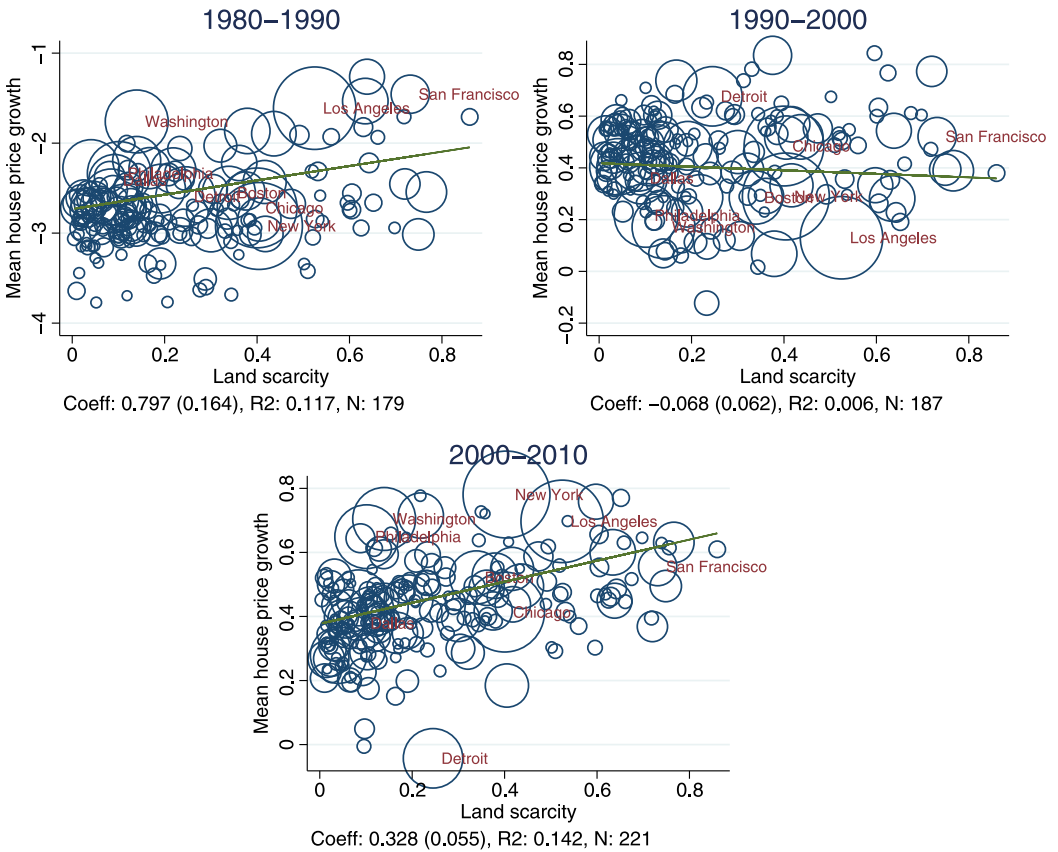 1980−1990
Mean house price growth
−1
−2
−3
−4
Washington
Los Angeles
San Francisco
Philadelphia
Dallas
Detroit
Boston
Chicago
New York
0
0.2
0.4
0.6
0.8
Land scarcity
Coeff: 0.797 (0.164), R2: 0.117, N: 179
1990−2000
Mean house price growth
0.8
0.6
0.4
0.2
0
−0.2
Detroit
San Francisco
Chicago
Dallas
Boston
New York
Philadelphia
Washington
Los Angeles
0
0.2
0.4
0.6
0.8
Land scarcity
Coeff: −0.068 (0.062), R2: 0.006, N: 187
2000−2010
Mean house price growth
0.8
0.6
0.4
0.2
0
New York
Washington
Los Angeles
Philadelphia
San Francisco
Boston
Chicago
Dallas
Detroit
0
0.2
0.4
0.6
0.8
Land scarcity
Coeff: 0.328 (0.055), R2: 0.142, N: 221